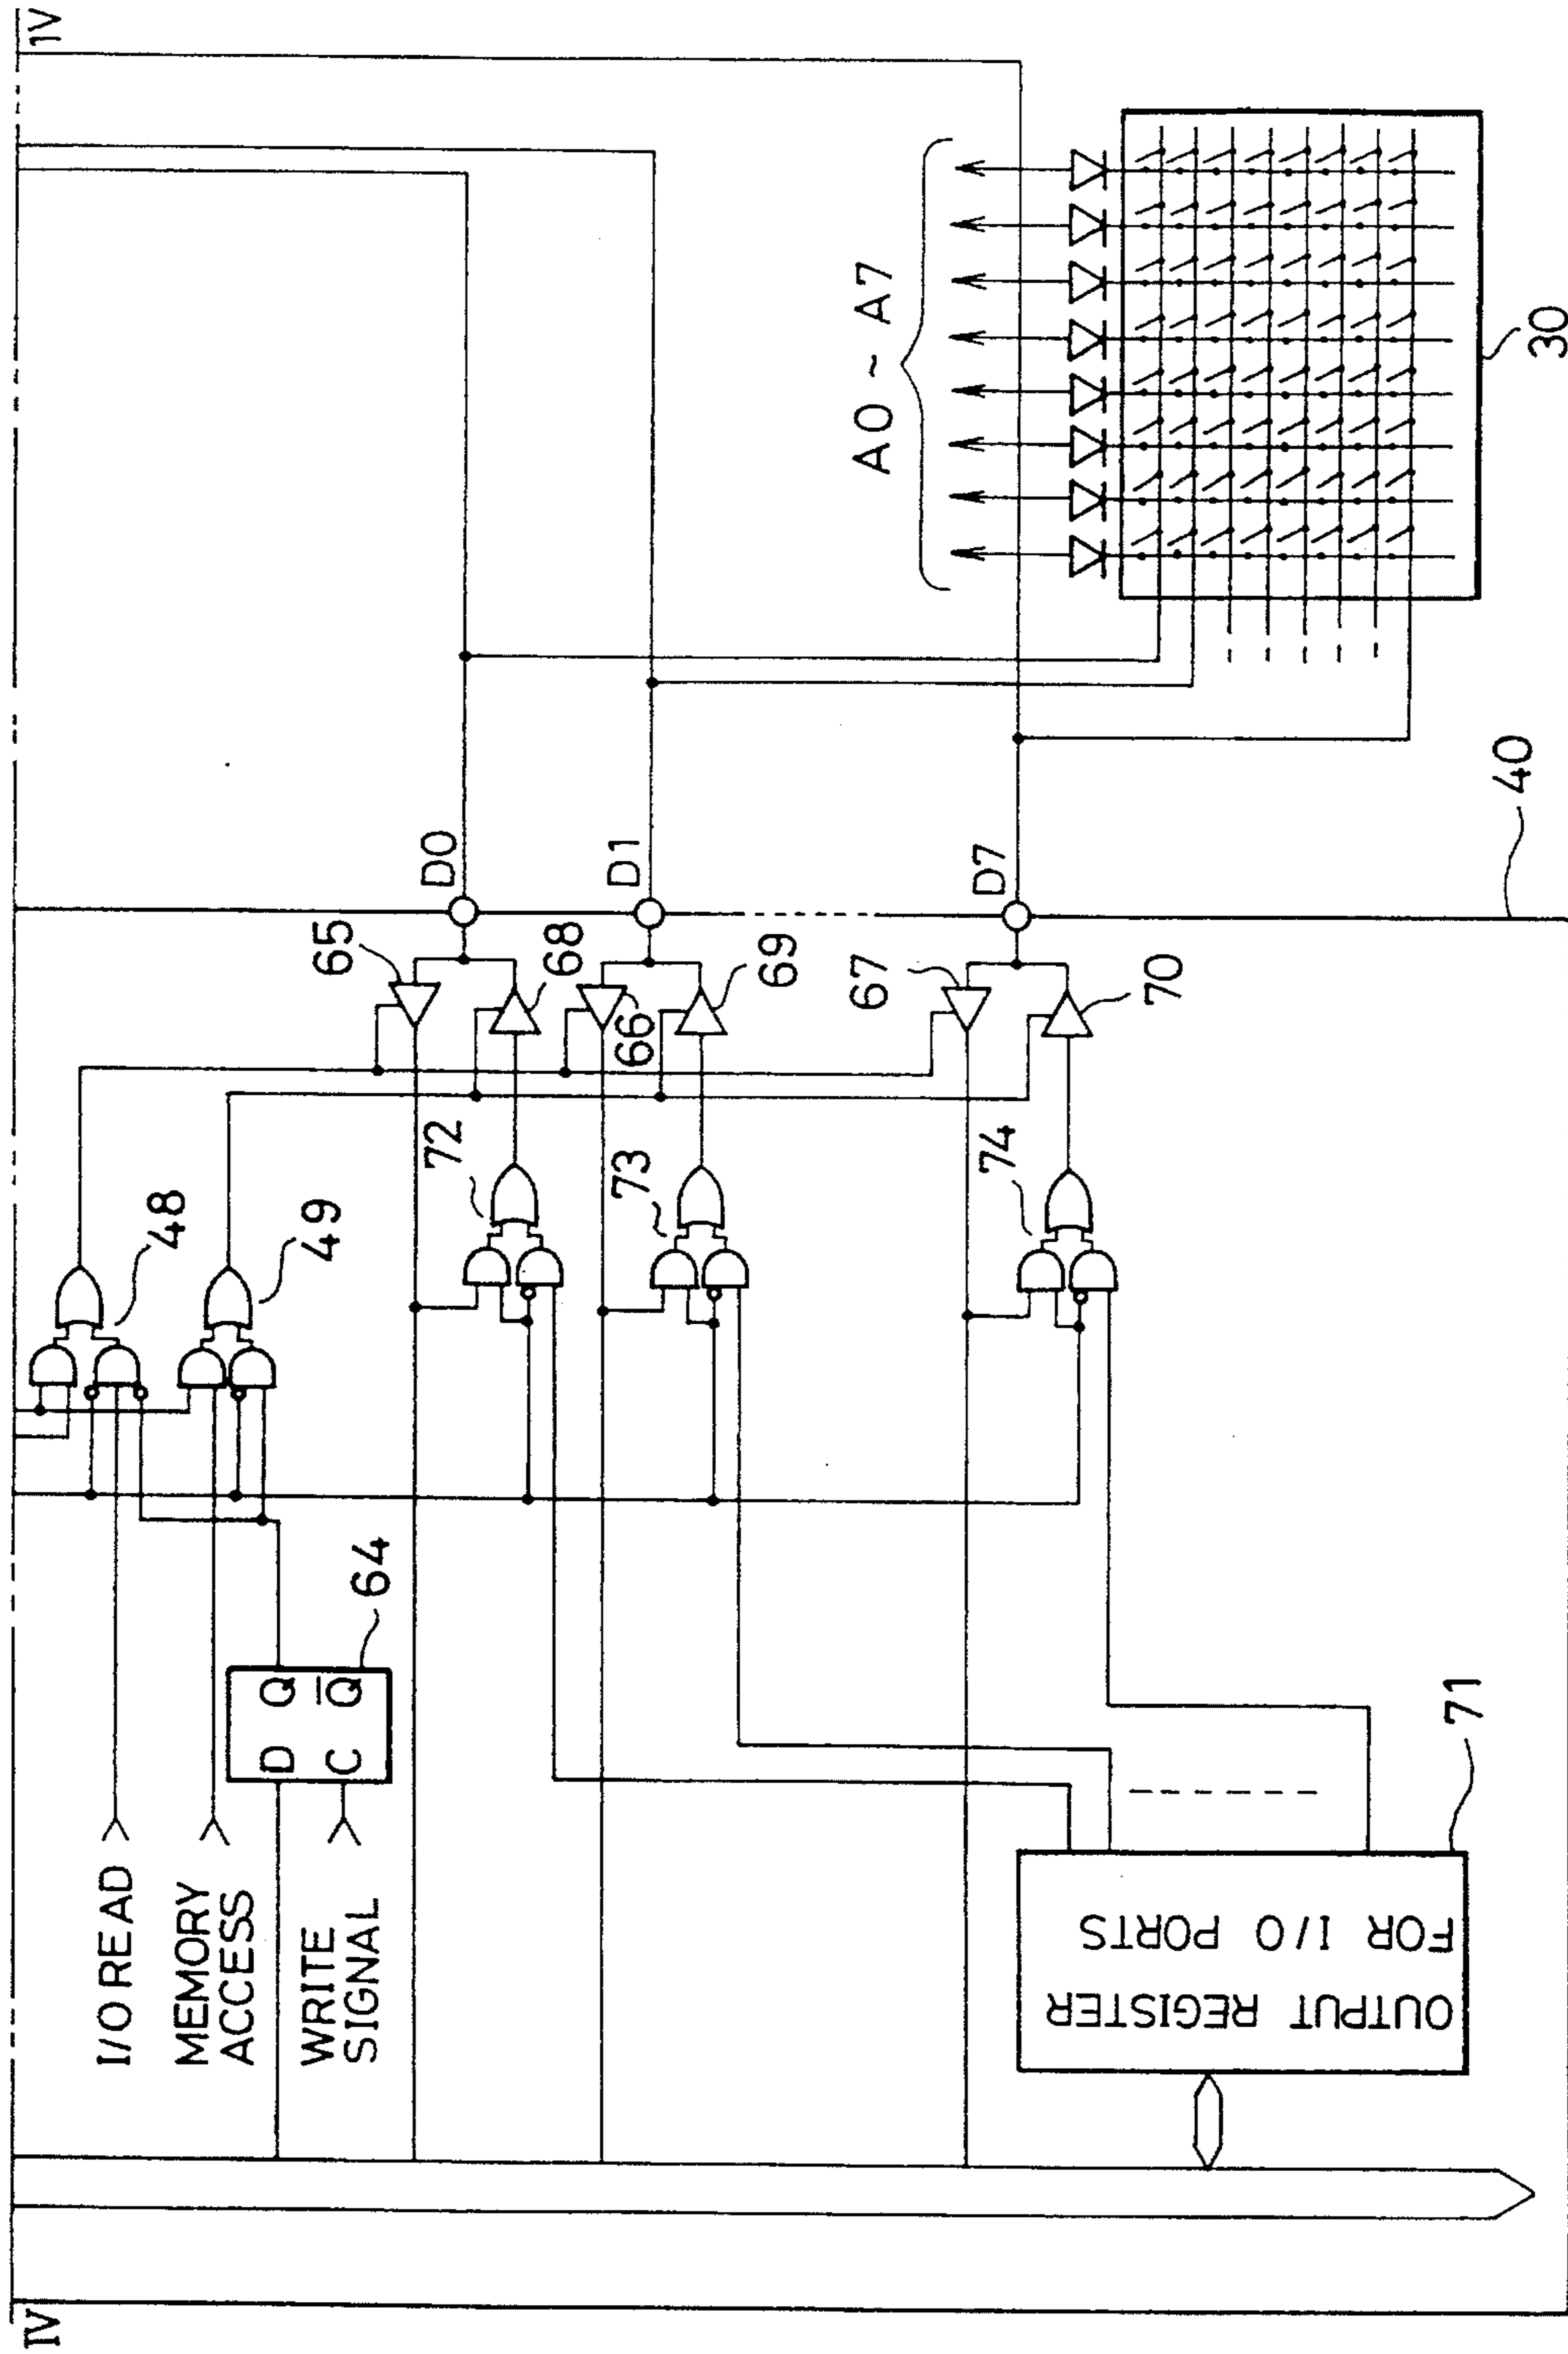 IV
IV
I/O READ
MEMORY
ACCESS
WRITE
SIGNAL
D Q
C Q̅
64
48
49
65
68
66
69
67
70
72
73
74
D0
D1
D7
A0 ~ A7
30
40
OUTPUT REGISTER
FOR I/O PORTS
71